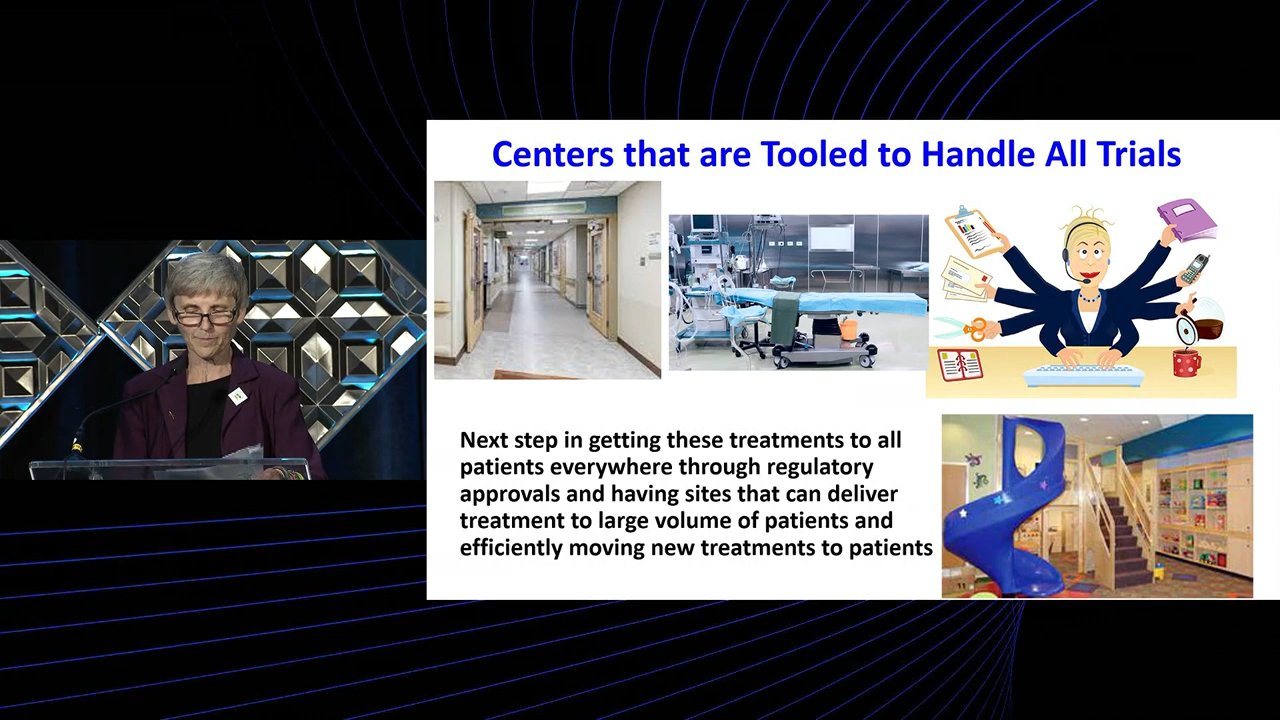 Centers that are Tooled to Handle All Trials
Next step in getting these treatments to all
patients everywhere through regulatory
approvals and having sites that can deliver
treatment to large volume of patients and
efficiently moving new treatments to patients